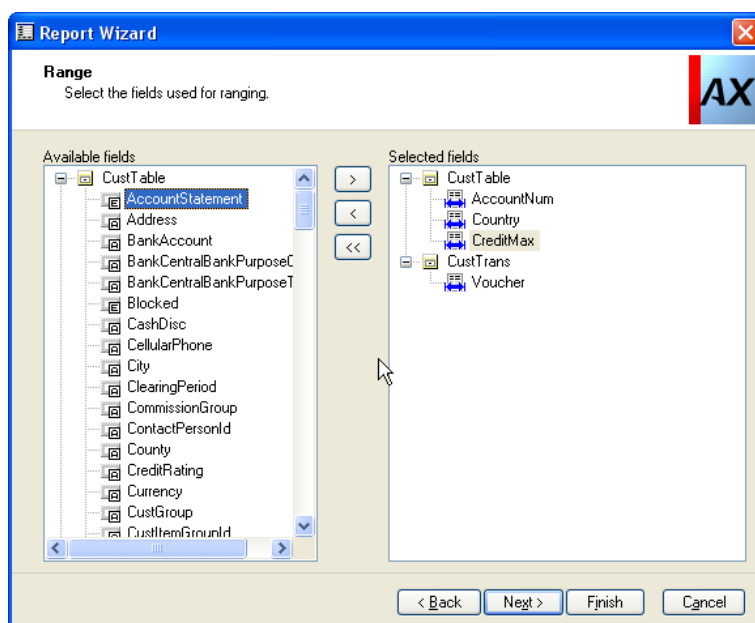 Report Wizard
Range
Select the fields used for ranging.
AX
Available fields
CustTable
AccountStatement
Address
BankAccount
BankCentralBankPurposeC
BankCentralBankPurposeT
Blocked
CashDisc
CellularPhone
City
ClearingPeriod
CommissionGroup
ContactPersonId
County
CreditRating
Currency
CustGroup
CustItemGroupId
>
<
<<
Selected fields
CustTable
AccountNum
Country
CreditMax
CustTrans
Voucher
< Back Next > Finish Cancel